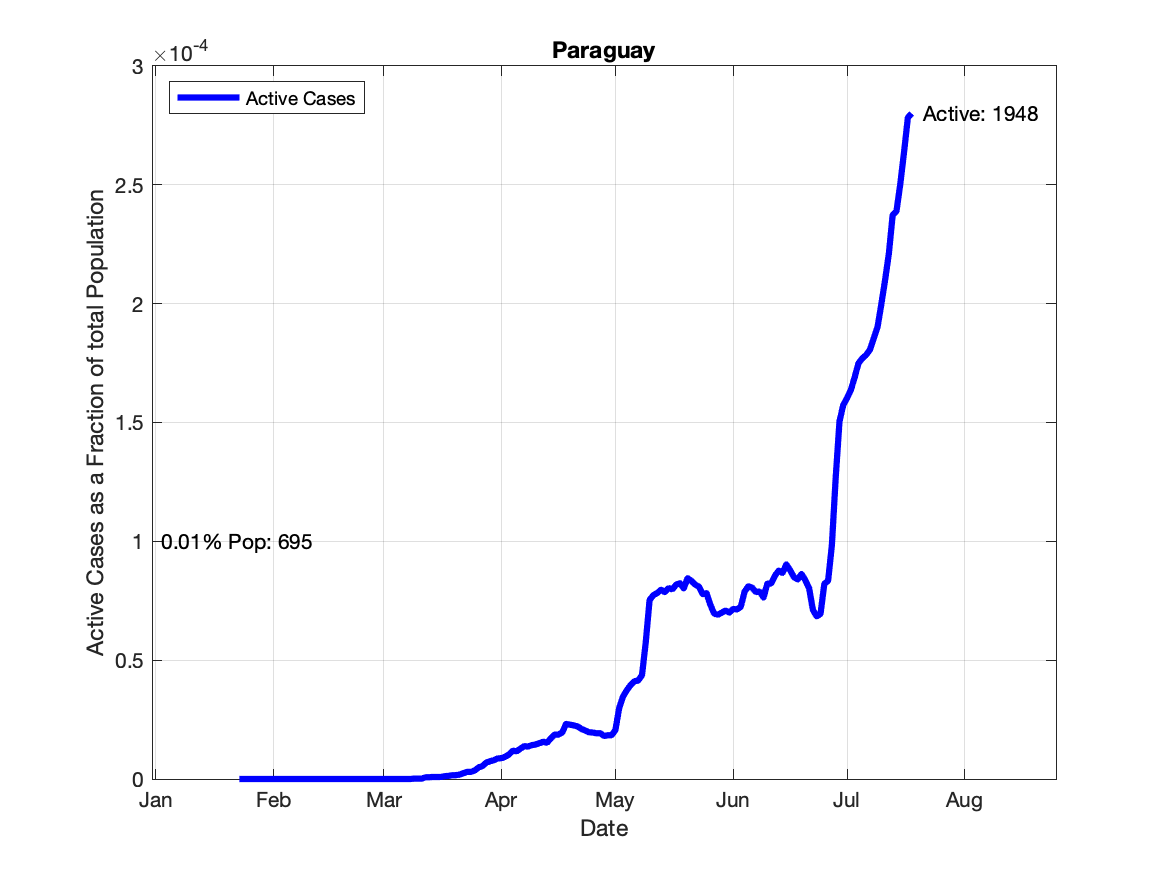 Paraguay
×10-4
3
2.5
2
1.5
1
0.5
0
Active Cases as a Fraction of total Population
Active Cases
Active: 1948
0.01% Pop: 695
Jan Feb Mar Apr May Jun Jul Aug
Date